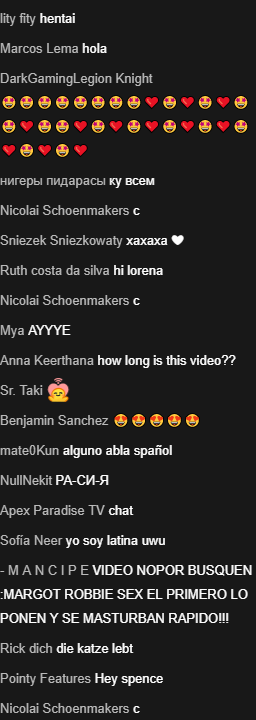 lity fity hentai
Marcos Lema hola
DarkGamingLegion Knight
нигеры пидарасы ку всем
Nicolai Schoenmakers c
Sniezek Sniezkowaty xaxaxa
Ruth costa da silva hi lorena
Nicolai Schoenmakers c
Mya AYYYE
Anna Keerthana how long is this video??
Sr. Taki
Benjamin Sanchez
mate0Kun alguno abla spañol
NullNekit РА-СИ-Я
Apex Paradise TV chat
Sofía Neer yo soy latina uwu
- M A N C I P E VIDEO NOPOR BUSQUEN
:MARGOT ROBBIE SEX EL PRIMERO LO
PONEN Y SE MASTURBAN RAPIDO!!!
Rick dich die katze lebt
Pointy Features Hey spence
Nicolai Schoenmakers c